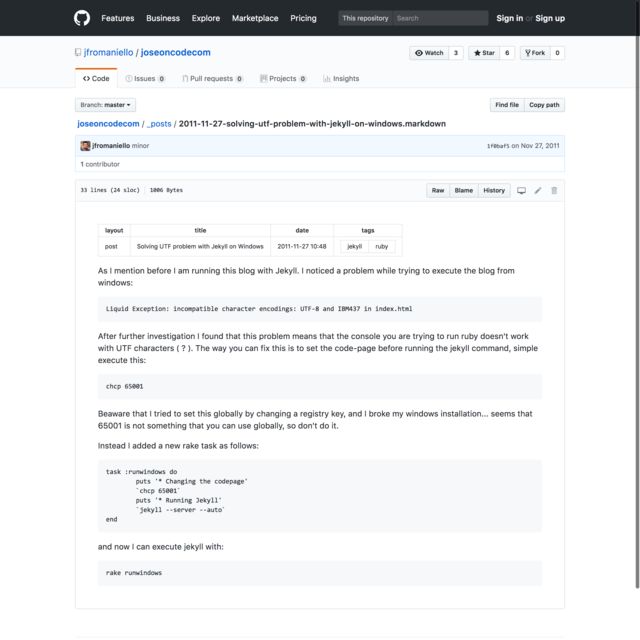 Features Business Explore Marketplace Pricing This repository Search Sign in or Sign up
jfromaniello / joseoncodecom Watch 3 Star 6 Fork 0
Code Issues 0 Pull requests 0 Projects 0 Insights
Branch: master Find file Copy path
joseoncodecom / _posts / 2011-11-27-solving-utf-problem-with-jekyll-on-windows.markdown
jfromaniello minor 1f0baf5 on Nov 27, 2011
1 contributor
33 lines (24 sloc) 1006 Bytes Raw Blame History
layout title date tags
post Solving UTF problem with Jekyll on Windows 2011-11-27 10:48 jekyll ruby
As I mention before I am running this blog with Jekyll. I noticed a problem while trying to execute the blog from
windows:
Liquid Exception: incompatible character encodings: UTF-8 and IBM437 in index.html
After further investigation I found that this problem means that the console you are trying to run ruby doesn't work
with UTF characters ( ? ). The way you can fix this is to set the code-page before running the jekyll command, simple
execute this:
chcp 65001
Beaware that I tried to set this globally by changing a registry key, and I broke my windows installation... seems that
65001 is not something that you can use globally, so don't do it.
Instead I added a new rake task as follows:
task :runwindows do
puts '* Changing the codepage'
`chcp 65001`
puts '* Running Jekyll'
`jekyll --server --auto`
end
and now I can execute jekyll with:
rake runwindows